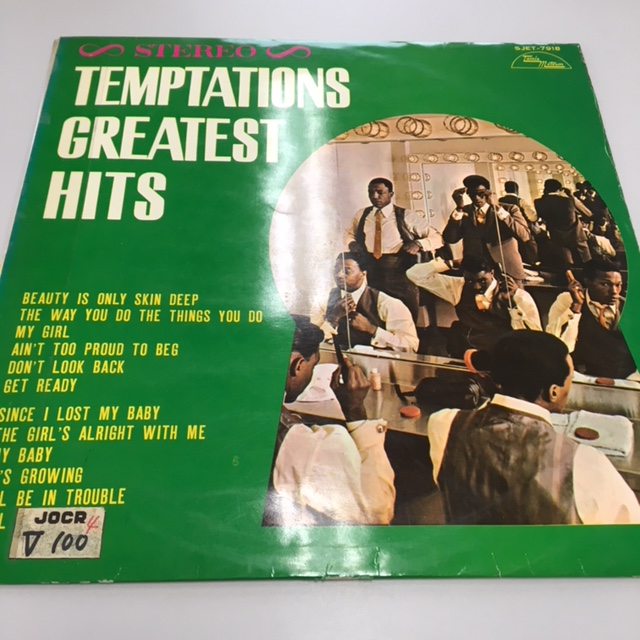 STEREO
SJET-7918
TEMPTATIONS
GREATEST
HITS
BEAUTY IS ONLY SKIN DEEP
THE WAY YOU DO THE THINGS YOU DO
MY GIRL
AIN'T TOO PROUD TO BEG
DON'T LOOK BACK
GET READY
SINCE I LOST MY BABY
THE GIRL'S ALRIGHT WITH ME
MY BABY
'S GROWING
L BE IN TROUBLE
L
JOCR 4
V 100